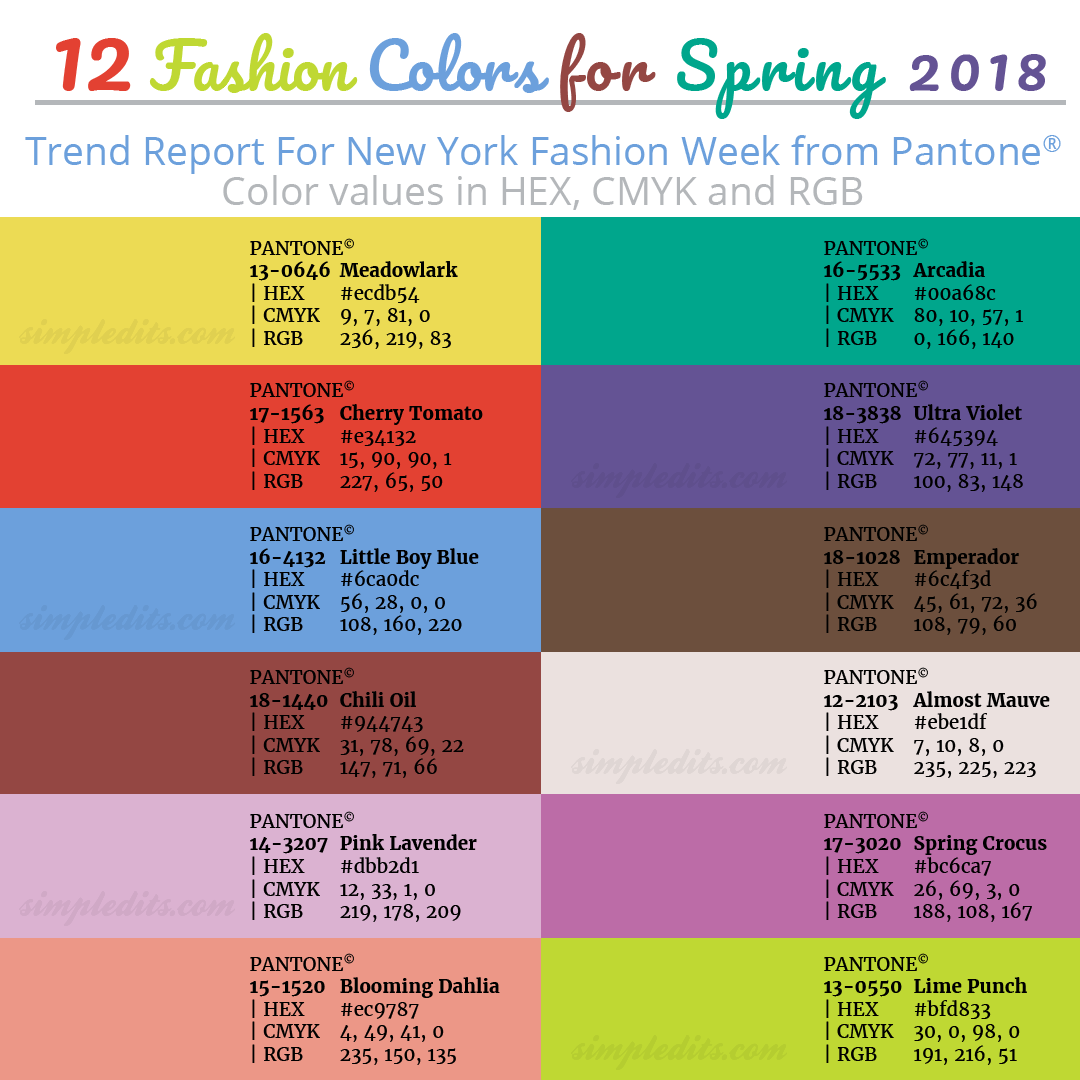 12 Fashion Colors for Spring 2018
Trend Report For New York Fashion Week from Pantone®
Color values in HEX, CMYK and RGB
PANTONE©
13-0646 Meadowlark
| HEX #ecdb54
| CMYK 9, 7, 81, 0
| RGB 236, 219, 83
simpledits.com
PANTONE©
16-5533 Arcadia
| HEX #00a68c
| CMYK 80, 10, 57, 1
| RGB 0, 166, 140
PANTONE©
17-1563 Cherry Tomato
| HEX #e34132
| CMYK 15, 90, 90, 1
| RGB 227, 65, 50
PANTONE©
18-3838 Ultra Violet
| HEX #645394
| CMYK 72, 77, 11, 1
| RGB 100, 83, 148
simpledits.com
PANTONE©
16-4132 Little Boy Blue
| HEX #6ca0dc
| CMYK 56, 28, 0, 0
| RGB 108, 160, 220
simpledits.com
PANTONE©
18-1028 Emperador
| HEX #6c4f3d
| CMYK 45, 61, 72, 36
| RGB 108, 79, 60
PANTONE©
18-1440 Chili Oil
| HEX #944743
| CMYK 31, 78, 69, 22
| RGB 147, 71, 66
PANTONE©
12-2103 Almost Mauve
| HEX #ebe1df
| CMYK 7, 10, 8, 0
| RGB 235, 225, 223
simpledits.com
PANTONE©
14-3207 Pink Lavender
| HEX #dbb2d1
| CMYK 12, 33, 1, 0
| RGB 219, 178, 209
simpledits.com
PANTONE©
17-3020 Spring Crocus
| HEX #bc6ca7
| CMYK 26, 69, 3, 0
| RGB 188, 108, 167
PANTONE©
15-1520 Blooming Dahlia
| HEX #ec9787
| CMYK 4, 49, 41, 0
| RGB 235, 150, 135
PANTONE©
13-0550 Lime Punch
| HEX #bfd833
| CMYK 30, 0, 98, 0
| RGB 191, 216, 51
simpledits.com